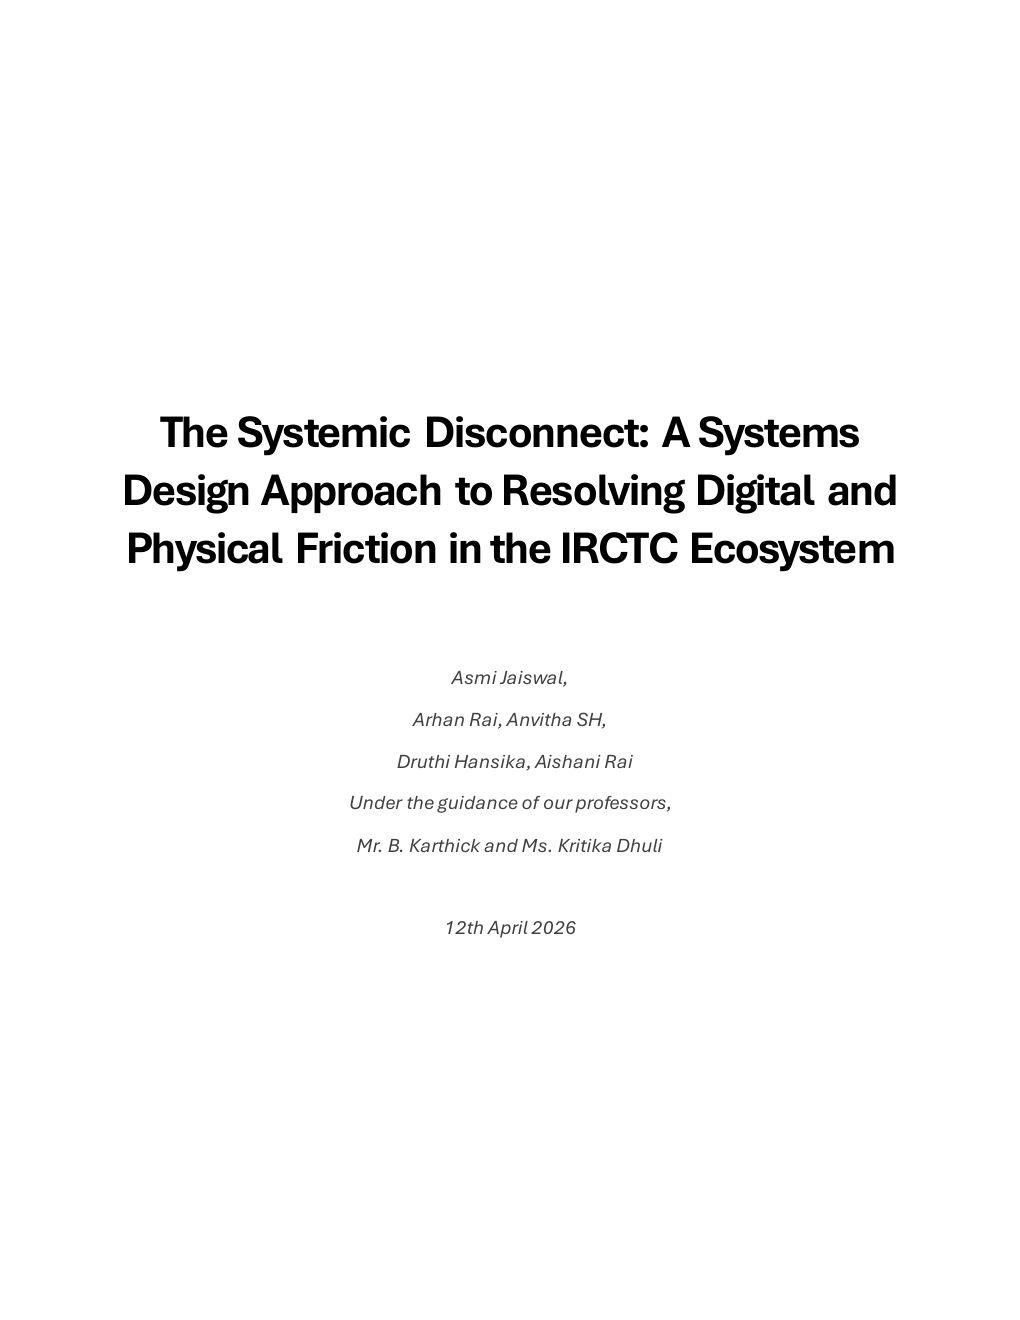 The Systemic Disconnect: A Systems
Design Approach to Resolving Digital and
Physical Friction in the IRCTC Ecosystem
Asmi Jaiswal,
Arhan Rai, Anvitha SH,
Druthi Hansika, Aishani Rai
Under the guidance of our professors,
Mr. B. Karthick and Ms. Kritika Dhuli
12th April 2026